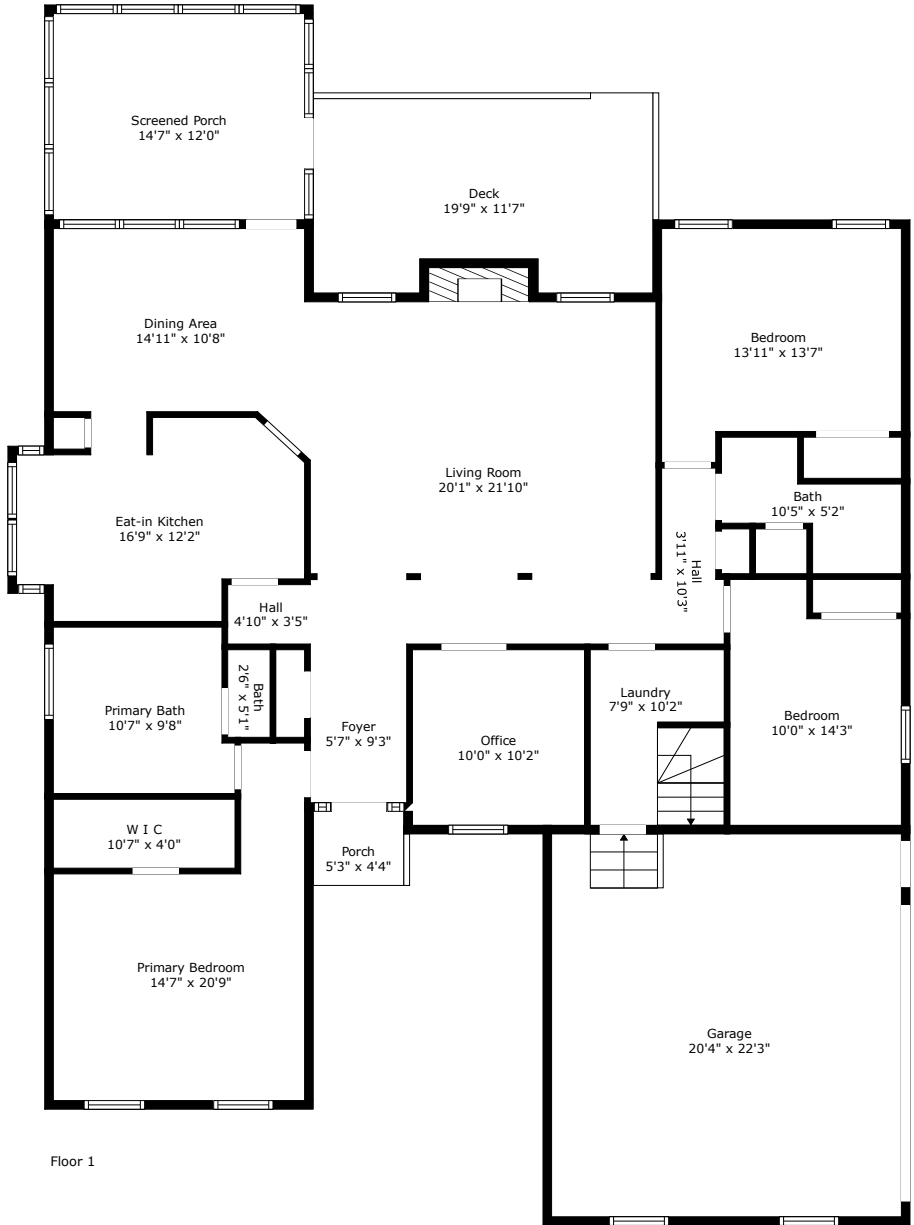 Screened Porch
14'7" x 12'0"
Deck
19'9" x 11'7"
Dining Area
14'11" x 10'8"
Bedroom
13'11" x 13'7"
Living Room
20'1" x 21'10"
Bath
10'5" x 5'2"
Eat-in Kitchen
16'9" x 12'2"
Hall
3'11" x 10'3"
Hall
4'10" x 3'5"
Bath
2'6" x 5'1"
Primary Bath
10'7" x 9'8"
Foyer
5'7" x 9'3"
Office
10'0" x 10'2"
Laundry
7'9" x 10'2"
Bedroom
10'0" x 14'3"
W I C
10'7" x 4'0"
Porch
5'3" x 4'4"
Primary Bedroom
14'7" x 20'9"
Garage
20'4" x 22'3"
Floor 1